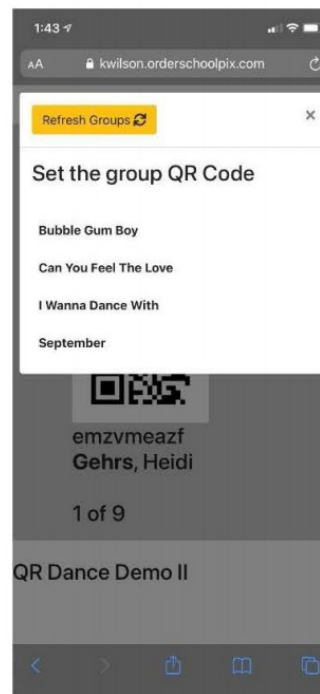 1:43
AA kwilson.orderschoolpix.com
Refresh Groups
×
Set the group QR Code
Bubble Gum Boy
Can You Feel The Love
I Wanna Dance With
September
emzvmeazf
Gehrs, Heidi
1 of 9
QR Dance Demo II